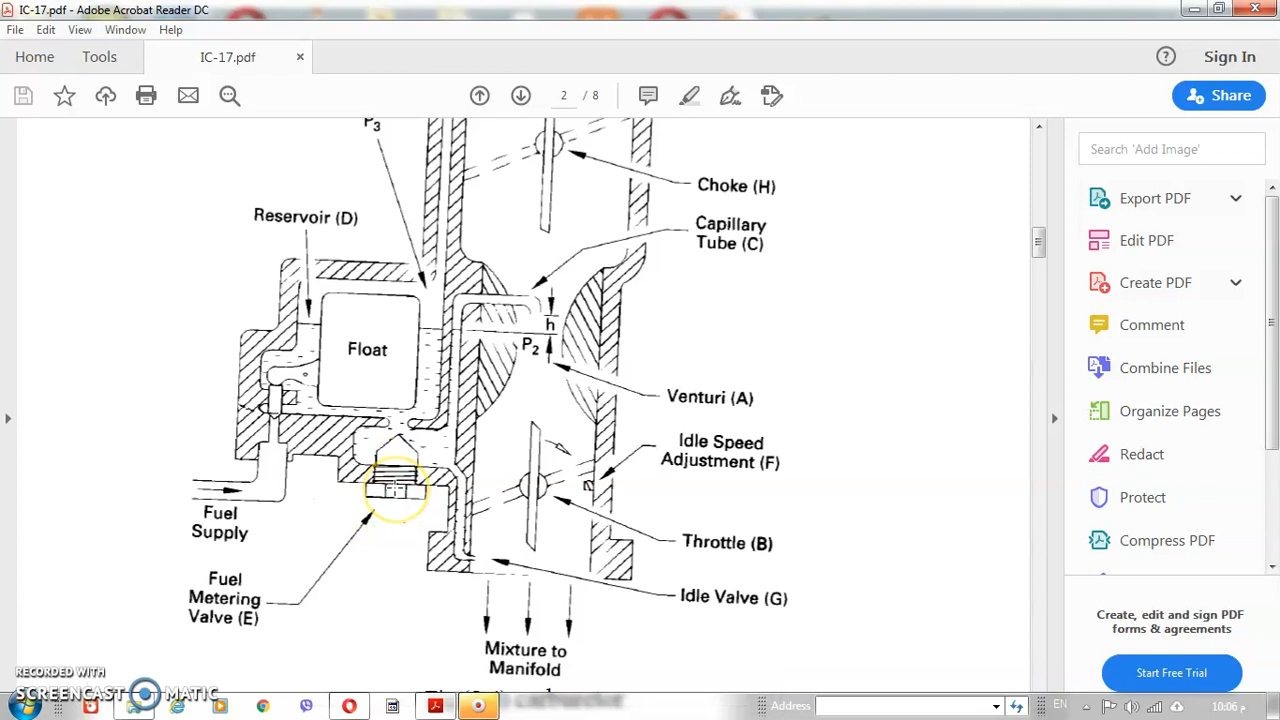 IC-17.pdf - Adobe Acrobat Reader DC
File Edit View Window Help
Home Tools IC-17.pdf × ? Sign In
2 / 8 Share
P3
Choke (H)
Reservoir (D)
Capillary
Tube (C)
Float
h
P2
Venturi (A)
Idle Speed
Adjustment (F)
Fuel
Supply
Throttle (B)
Fuel
Metering
Valve (E)
Idle Valve (G)
Mixture to
Manifold
Search 'Add Image'
Export PDF
Edit PDF
Create PDF
Comment
Combine Files
Organize Pages
Redact
Protect
Compress PDF
Create, edit and sign PDF
forms & agreements
Start Free Trial
RECORDED WITH
SCREENCAST MATIC
Address EN 10:06 م